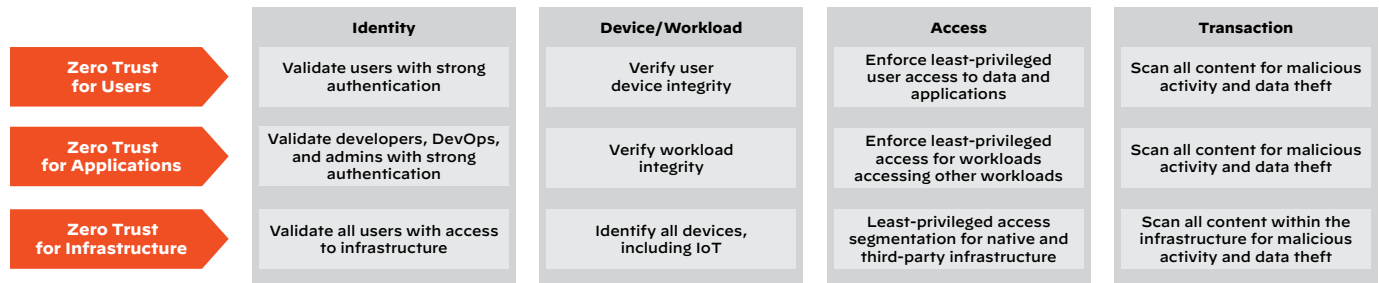 Identity
Device/Workload
Access
Transaction
Zero Trust
for Users
Validate users with strong
authentication
Verify user
device integrity
Enforce least-privileged
user access to data and
applications
Scan all content for malicious
activity and data theft
Zero Trust
for Applications
Validate developers, DevOps,
and admins with strong
authentication
Verify workload
integrity
Enforce least-privileged
access for workloads
accessing other workloads
Scan all content for malicious
activity and data theft
Zero Trust
for Infrastructure
Validate all users with access
to infrastructure
Identify all devices,
including IoT
Least-privileged access
segmentation for native and
third-party infrastructure
Scan all content within the
infrastructure for malicious
activity and data theft